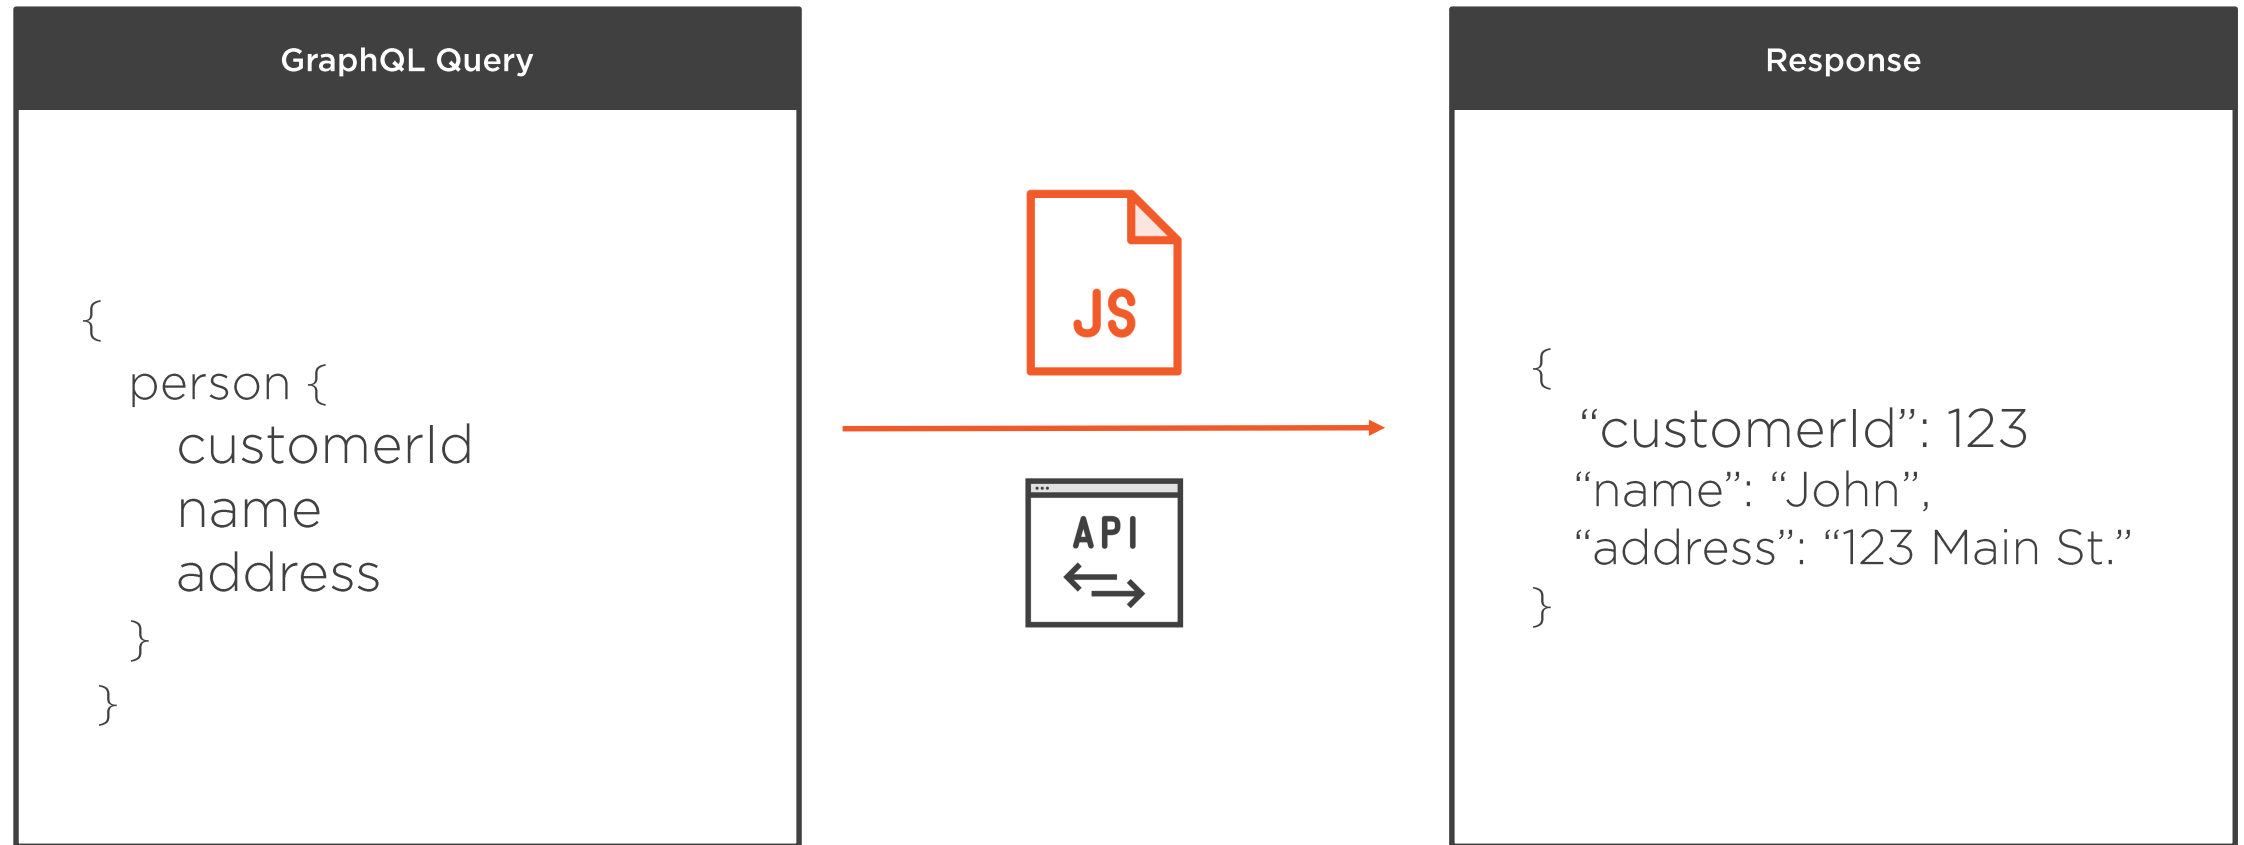 GraphQL Query
{
person {
customerId
name
address
}
}
JS
API
Response
{
“customerId”: 123
“name”: “John”,
“address”: “123 Main St.”
}